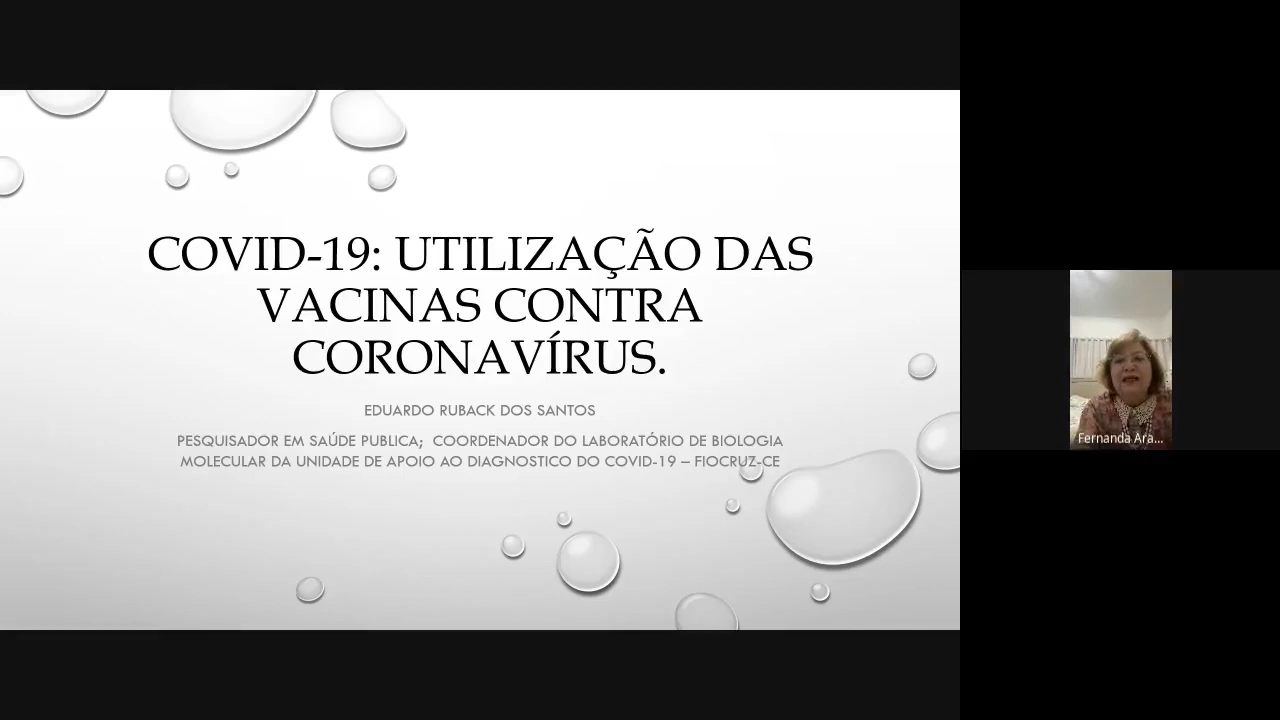 COVID-19: UTILIZAÇÃO DAS
VACINAS CONTRA
CORONAVÍRUS.
EDUARDO RUBACK DOS SANTOS
PESQUISADOR EM SAÚDE PUBLICA; COORDENADOR DO LABORATÓRIO DE BIOLOGIA
MOLECULAR DA UNIDADE DE APOIO AO DIAGNOSTICO DO COVID-19 – FIOCRUZ-CE
Fernanda Ara...